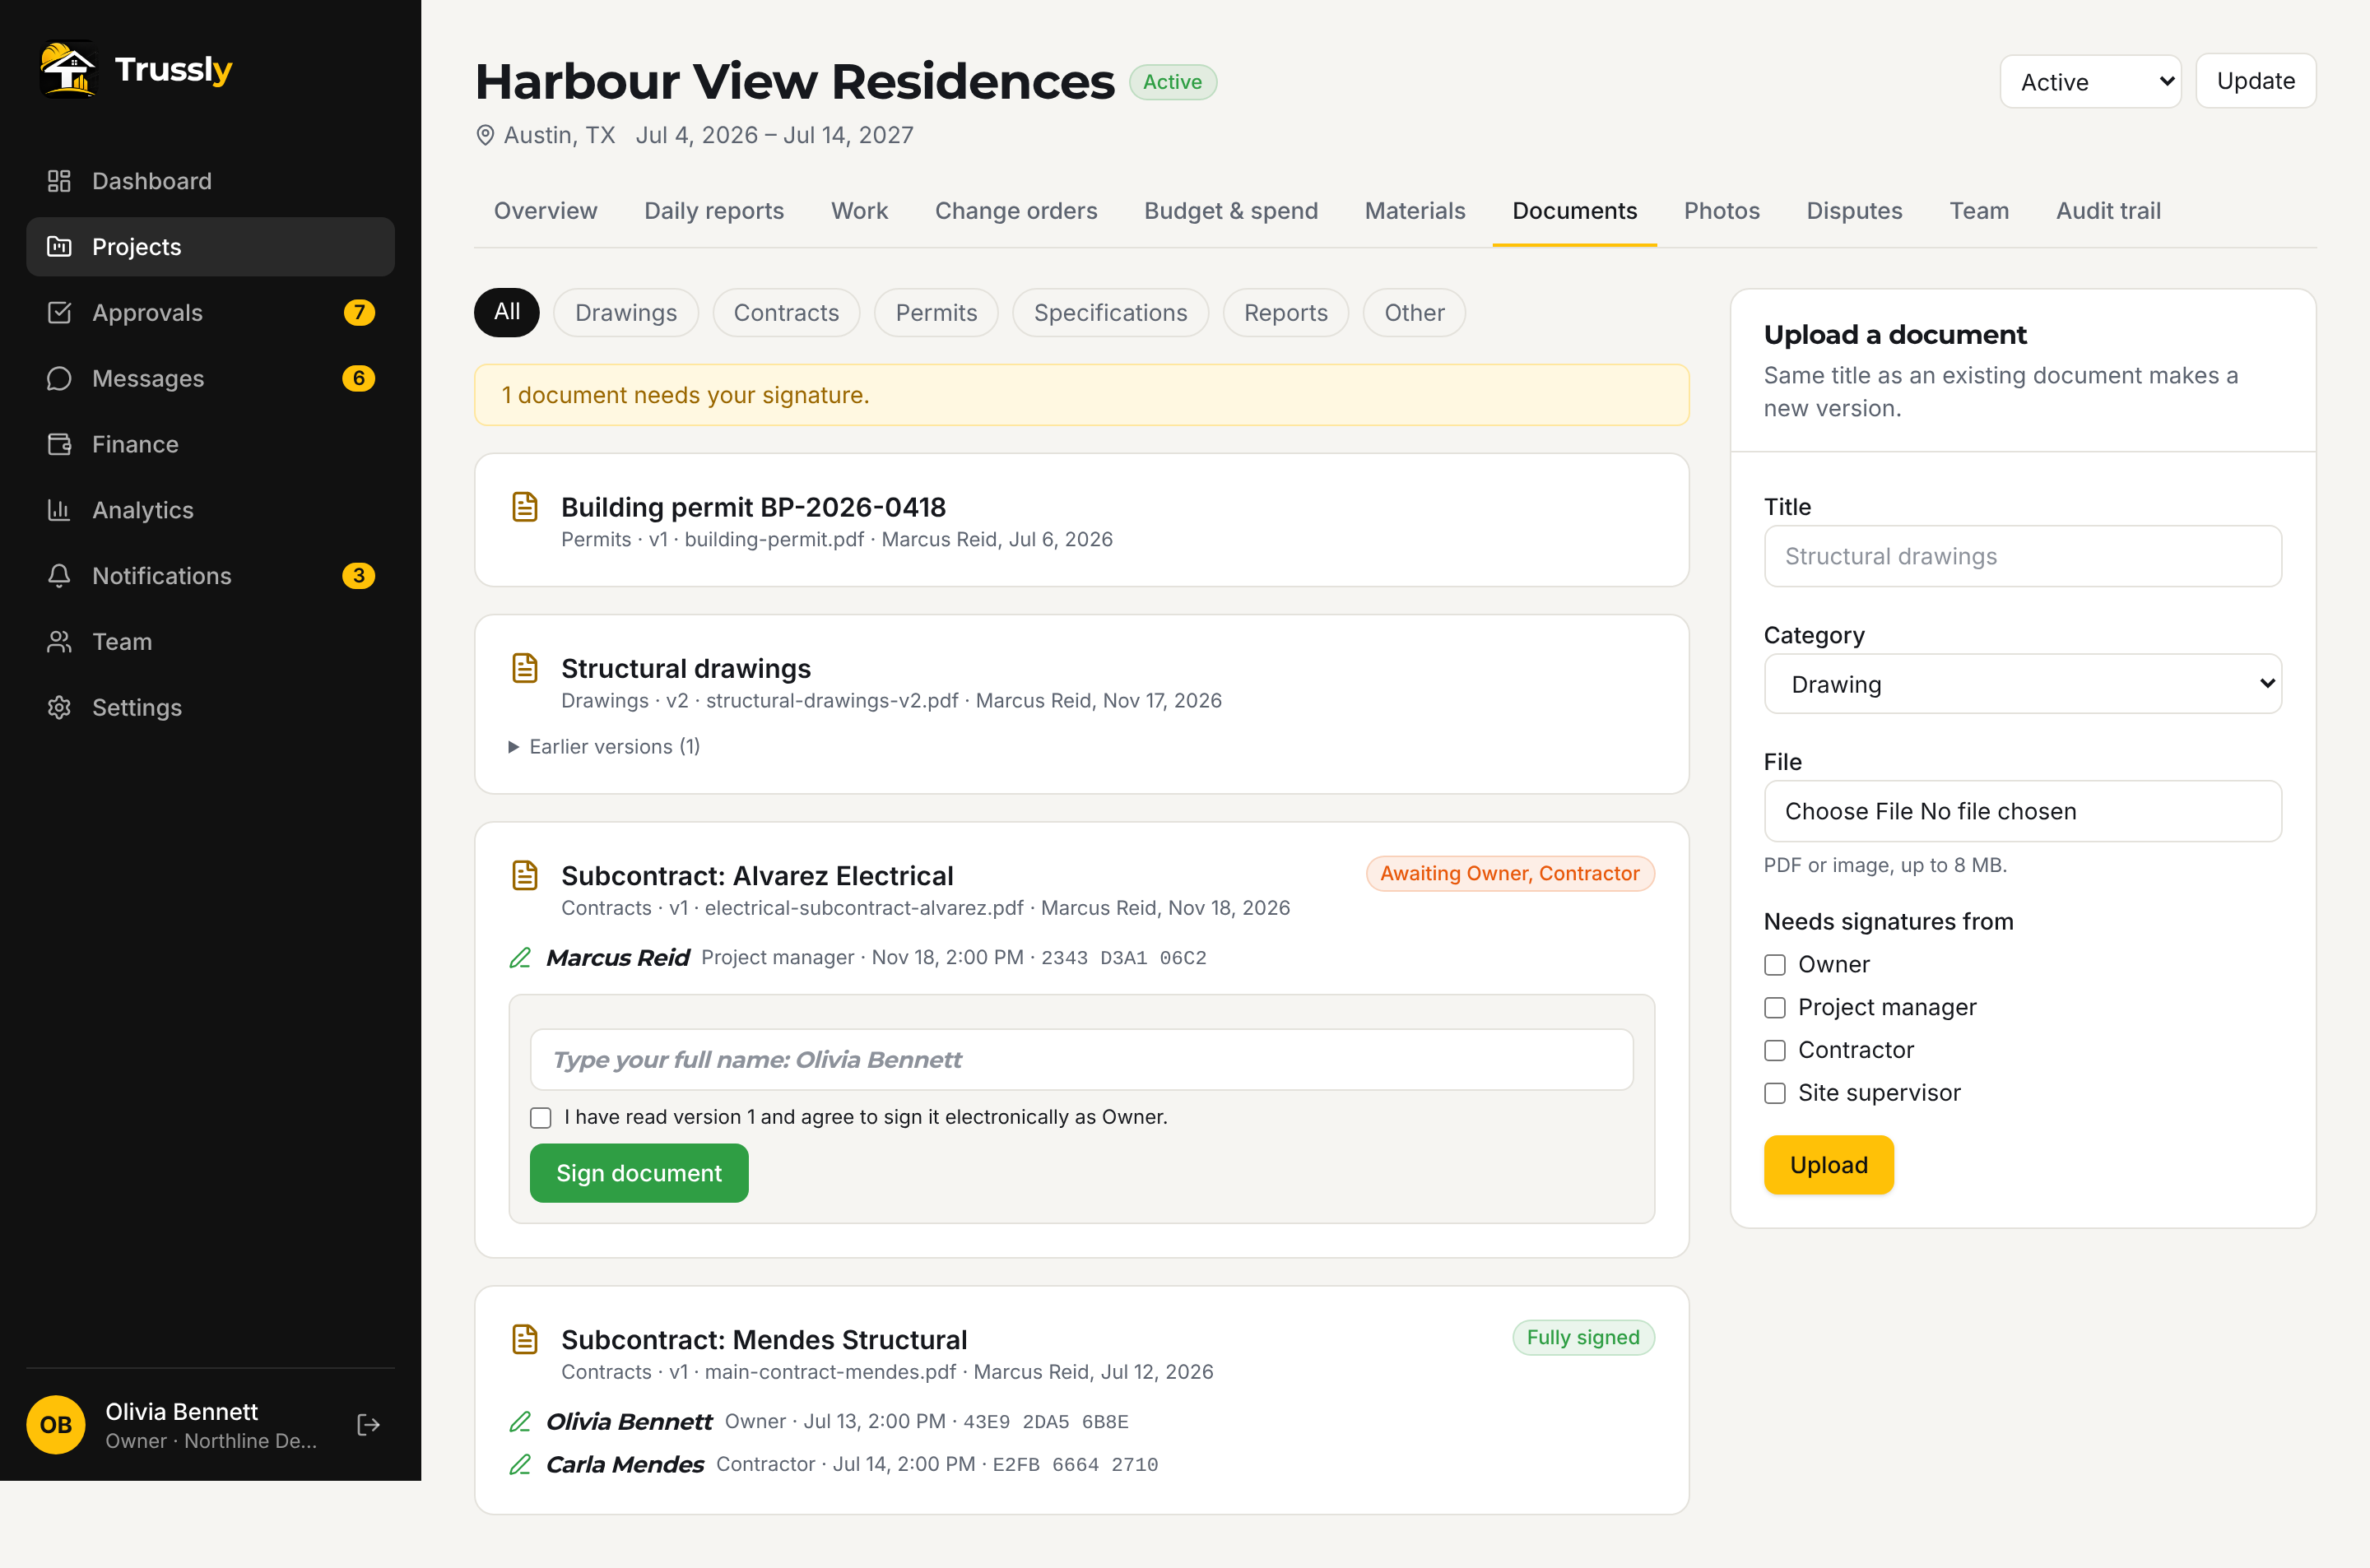 Trussly
Dashboard
Projects
Approvals 7
Messages 6
Finance
Analytics
Notifications 3
Team
Settings
OB
Olivia Bennett
Owner · Northline De...
Harbour View Residences Active
Austin, TX Jul 4, 2026 – Jul 14, 2027
Active
Update
Overview Daily reports Work Change orders Budget & spend Materials Documents Photos Disputes Team Audit trail
All Drawings Contracts Permits Specifications Reports Other
1 document needs your signature.
Building permit BP-2026-0418
Permits · v1 · building-permit.pdf · Marcus Reid, Jul 6, 2026
Structural drawings
Drawings · v2 · structural-drawings-v2.pdf · Marcus Reid, Nov 17, 2026
Earlier versions (1)
Subcontract: Alvarez Electrical Awaiting Owner, Contractor
Contracts · v1 · electrical-subcontract-alvarez.pdf · Marcus Reid, Nov 18, 2026
Marcus Reid Project manager · Nov 18, 2:00 PM · 2343 D3A1 06C2
Type your full name: Olivia Bennett
I have read version 1 and agree to sign it electronically as Owner.
Sign document
Subcontract: Mendes Structural Fully signed
Contracts · v1 · main-contract-mendes.pdf · Marcus Reid, Jul 12, 2026
Olivia Bennett Owner · Jul 13, 2:00 PM · 43E9 2DA5 6B8E
Carla Mendes Contractor · Jul 14, 2:00 PM · E2FB 6664 2710
Upload a document
Same title as an existing document makes a
new version.
Title
Structural drawings
Category
Drawing
File
Choose File No file chosen
PDF or image, up to 8 MB.
Needs signatures from
Owner
Project manager
Contractor
Site supervisor
Upload